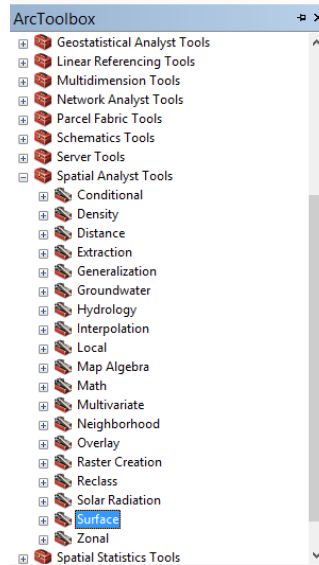 ArcToolbox
Geostatistical Analyst Tools
Linear Referencing Tools
Multidimension Tools
Network Analyst Tools
Parcel Fabric Tools
Schematics Tools
Server Tools
Spatial Analyst Tools
Conditional
Density
Distance
Extraction
Generalization
Groundwater
Hydrology
Interpolation
Local
Map Algebra
Math
Multivariate
Neighborhood
Overlay
Raster Creation
Reclass
Solar Radiation
Surface
Zonal
Spatial Statistics Tools